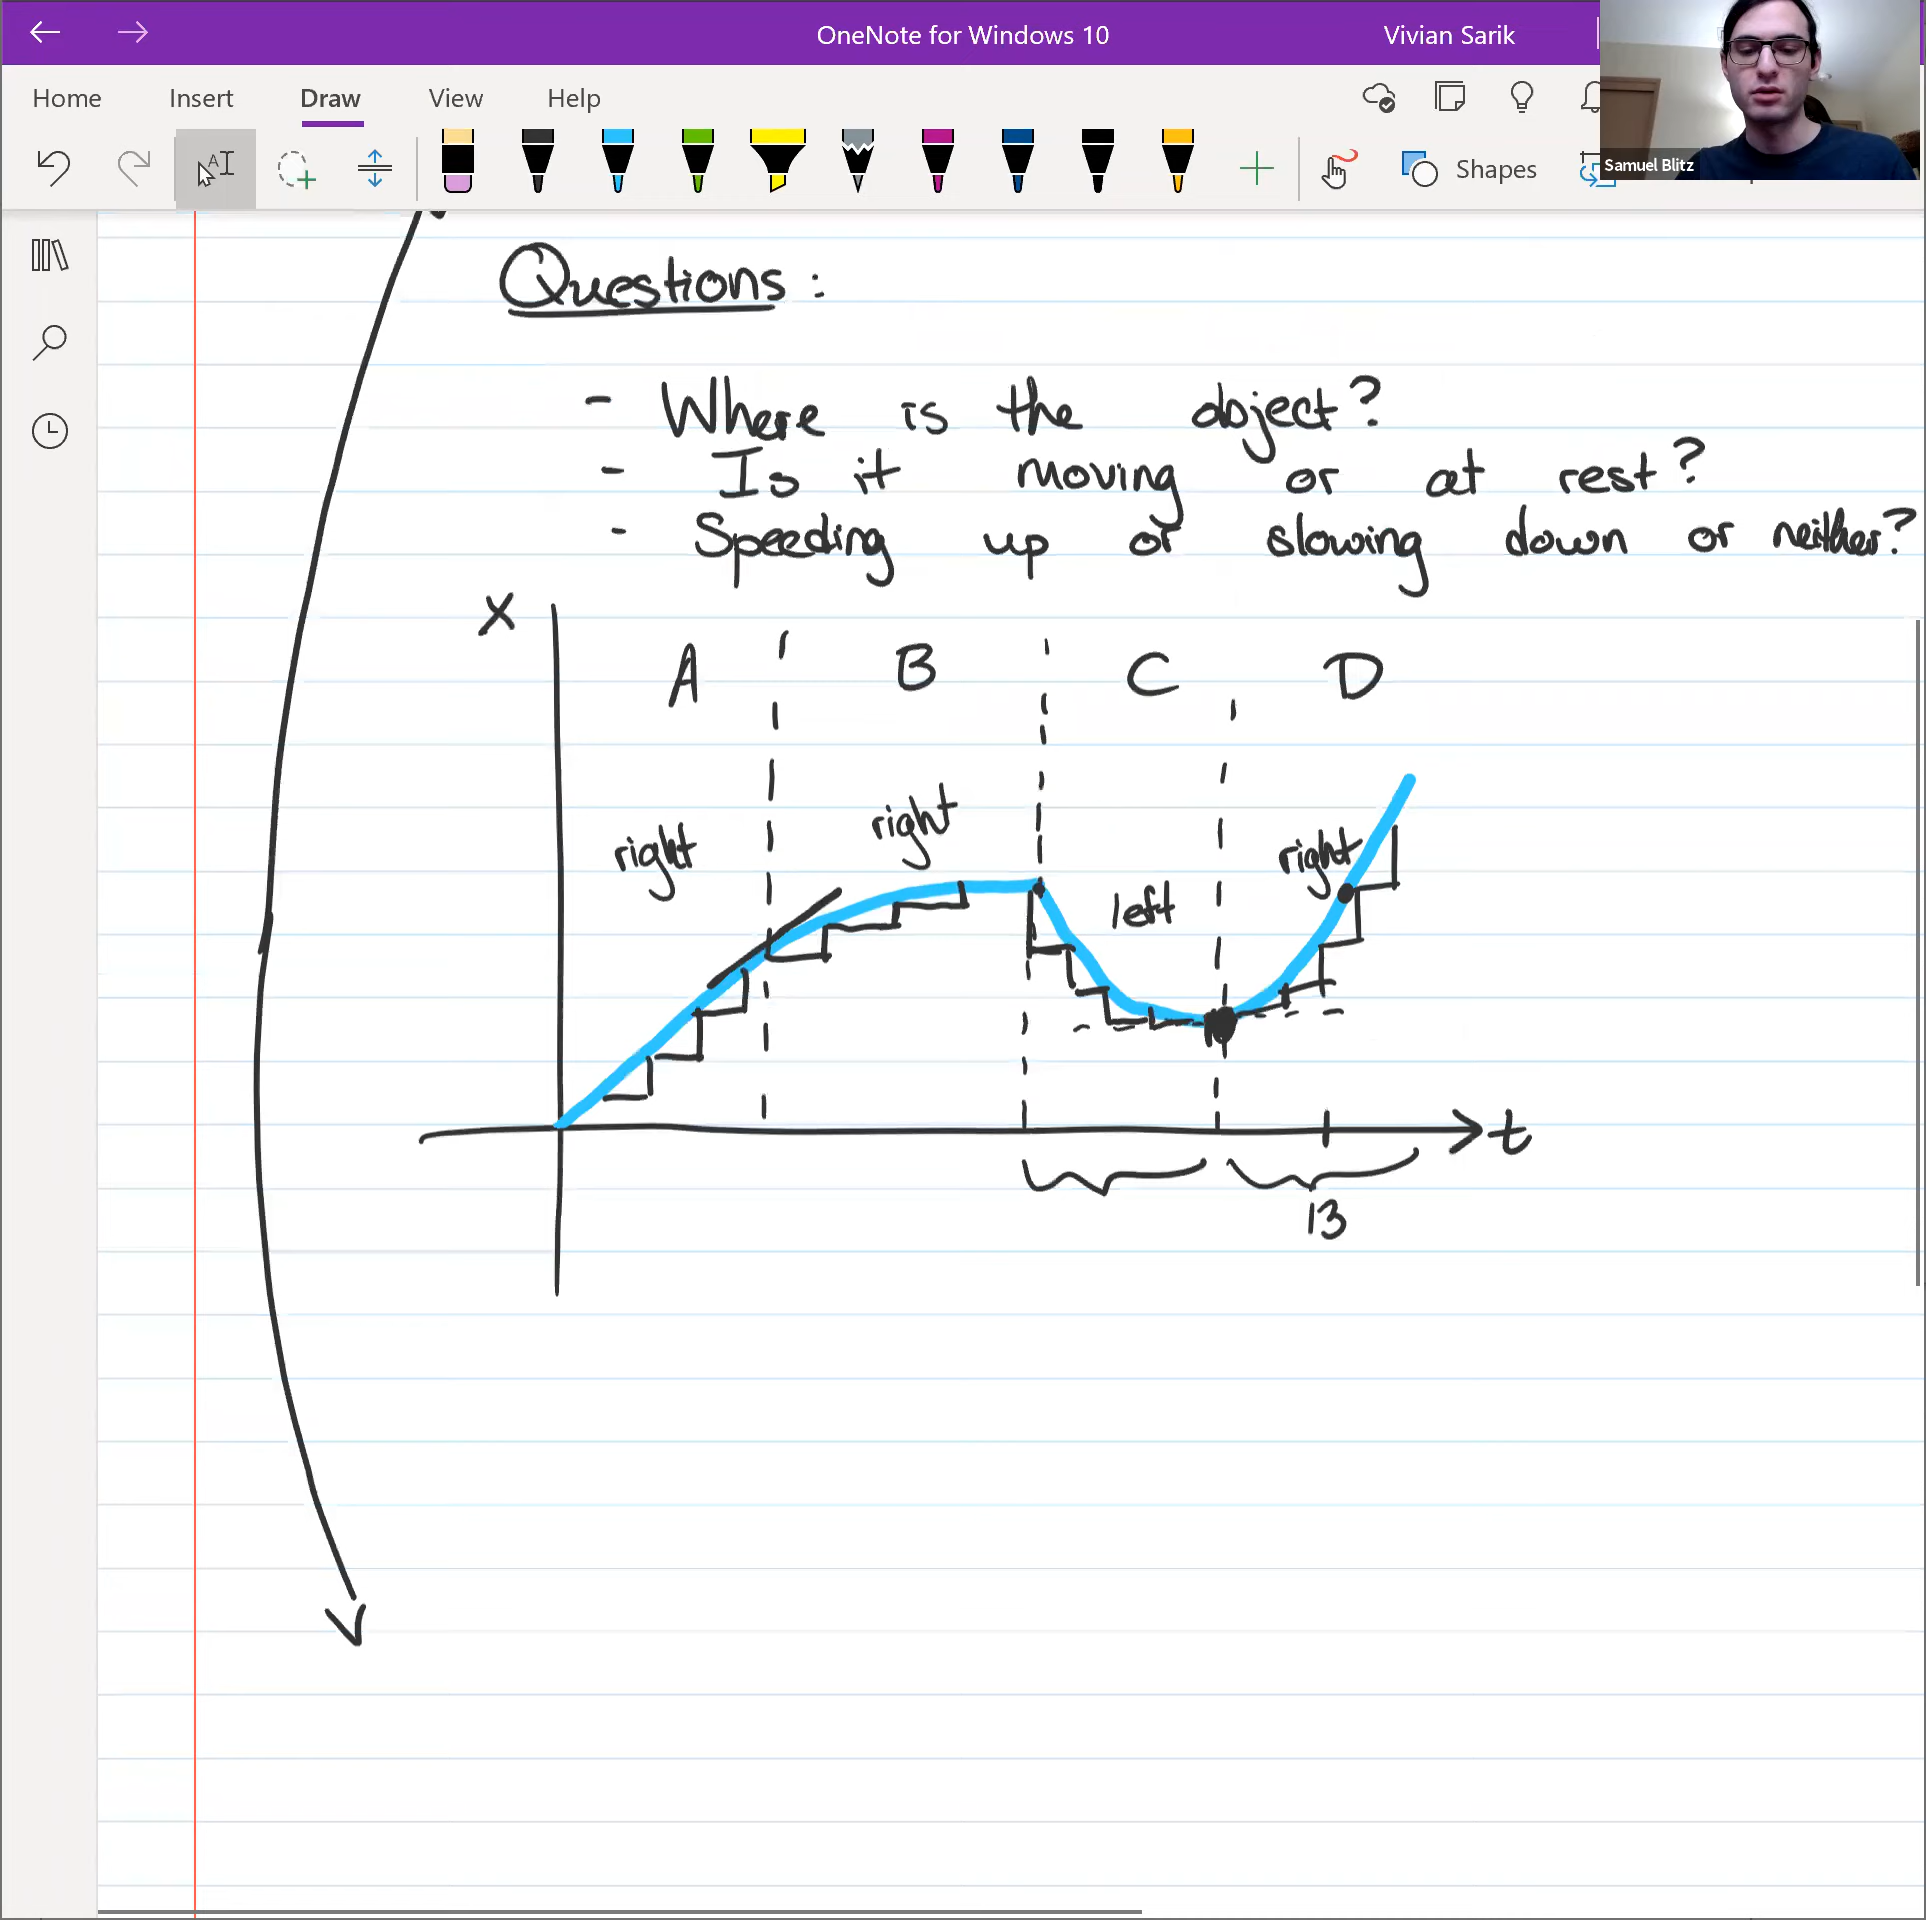 OneNote for Windows 10
Vivian Sarik
Home Insert Draw View Help
Shapes
Samuel Blitz
Questions:
- Where is the object?
- Is it moving or at rest?
- Speeding up or slowing down or neither?
x
A B C D
right
right
left
right
t
13